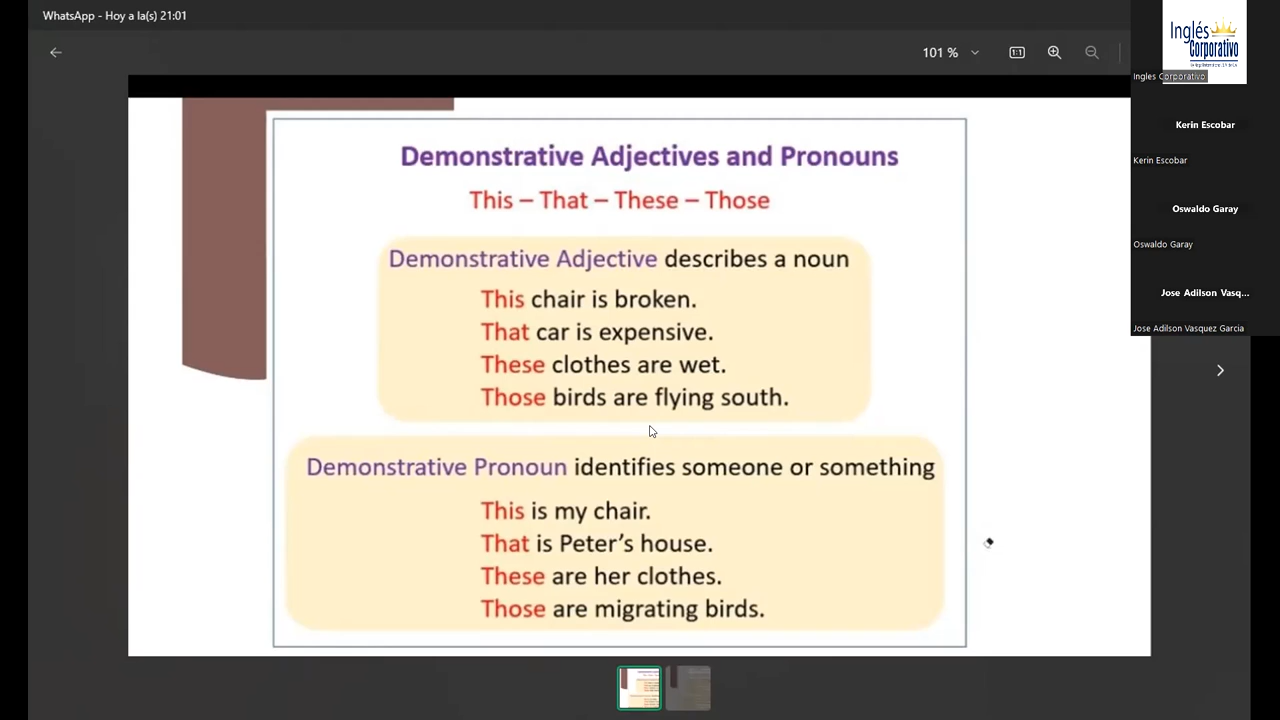 WhatsApp - Hoy a la(s) 21:01
101 %
1:1
Demonstrative Adjectives and Pronouns
This – That – These – Those
Demonstrative Adjective describes a noun
This chair is broken.
That car is expensive.
These clothes are wet.
Those birds are flying south.
Demonstrative Pronoun identifies someone or something
This is my chair.
That is Peter’s house.
These are her clothes.
Those are migrating birds.
Inglés
Corporativo
Ingles Corporativo
Kerin Escobar
Kerin Escobar
Oswaldo Garay
Oswaldo Garay
Jose Adilson Vasq...
Jose Adilson Vasquez Garcia